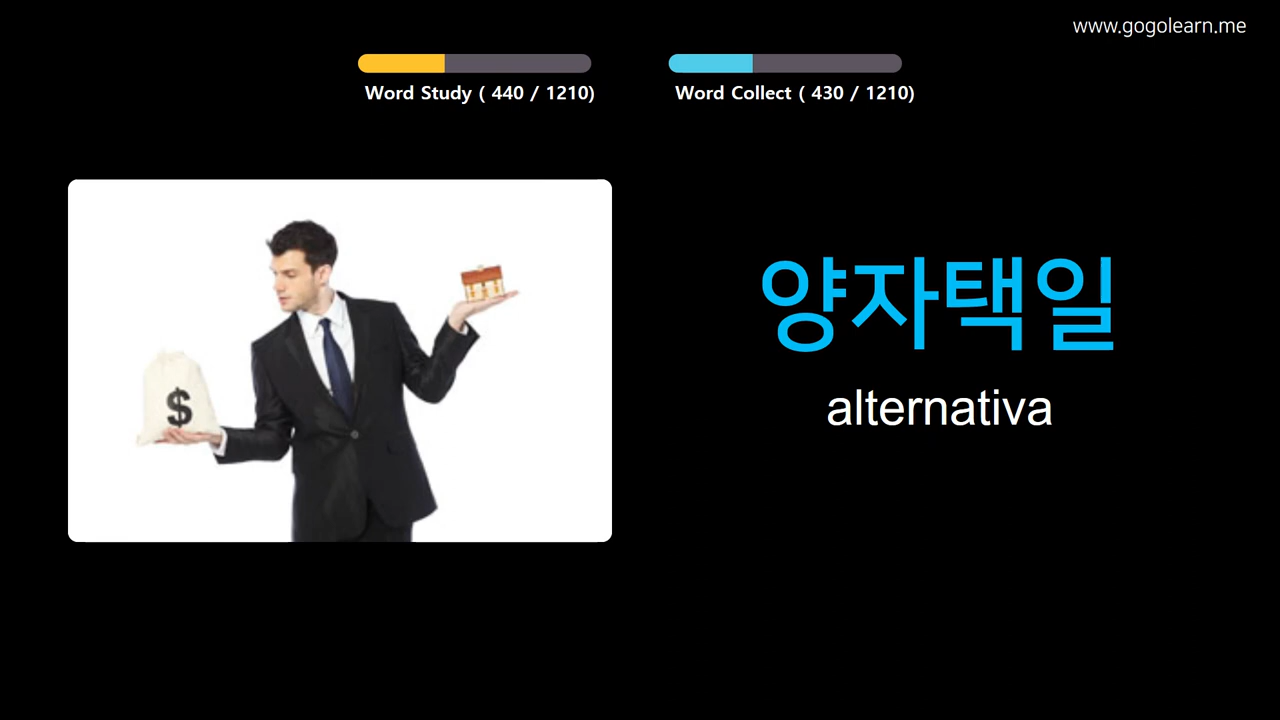 www.gogolearn.me
Word Study ( 440 / 1210)
Word Collect ( 430 / 1210)
$
양자택일
alternativa